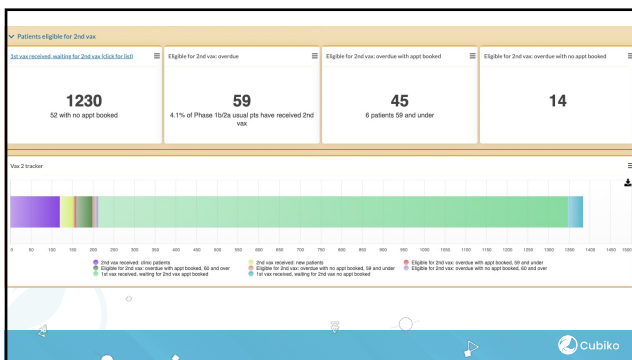 Patients eligible for 2nd vax
1st vax received, waiting for 2nd vax (click for list)
1230
52 with no appt booked
Eligible for 2nd vax: overdue
59
4.1% of Phase 1b/2a usual pts have received 2nd
vax
Eligible for 2nd vax: overdue with appt booked
45
6 patients 59 and under
Eligible for 2nd vax: overdue with no appt booked
14
Vax 2 tracker
0 50 100 150 200 250 300 350 400 450 500 550 600 650 700 750 800 850 900 950 1000 1050 1100 1150 1200 1250 1300 1350 1400 1450 1500
2nd vax received: clinic patients
2nd vax received: new patients
Eligible for 2nd vax: overdue with appt booked, 59 and under
Eligible for 2nd vax: overdue with appt booked, 60 and over
Eligible for 2nd vax: overdue with no appt booked, 59 and under
Eligible for 2nd vax: overdue with no appt booked, 60 and over
1st vax received, waiting for 2nd vax appt booked
1st vax received, waiting for 2nd vax no appt booked
Cubiko